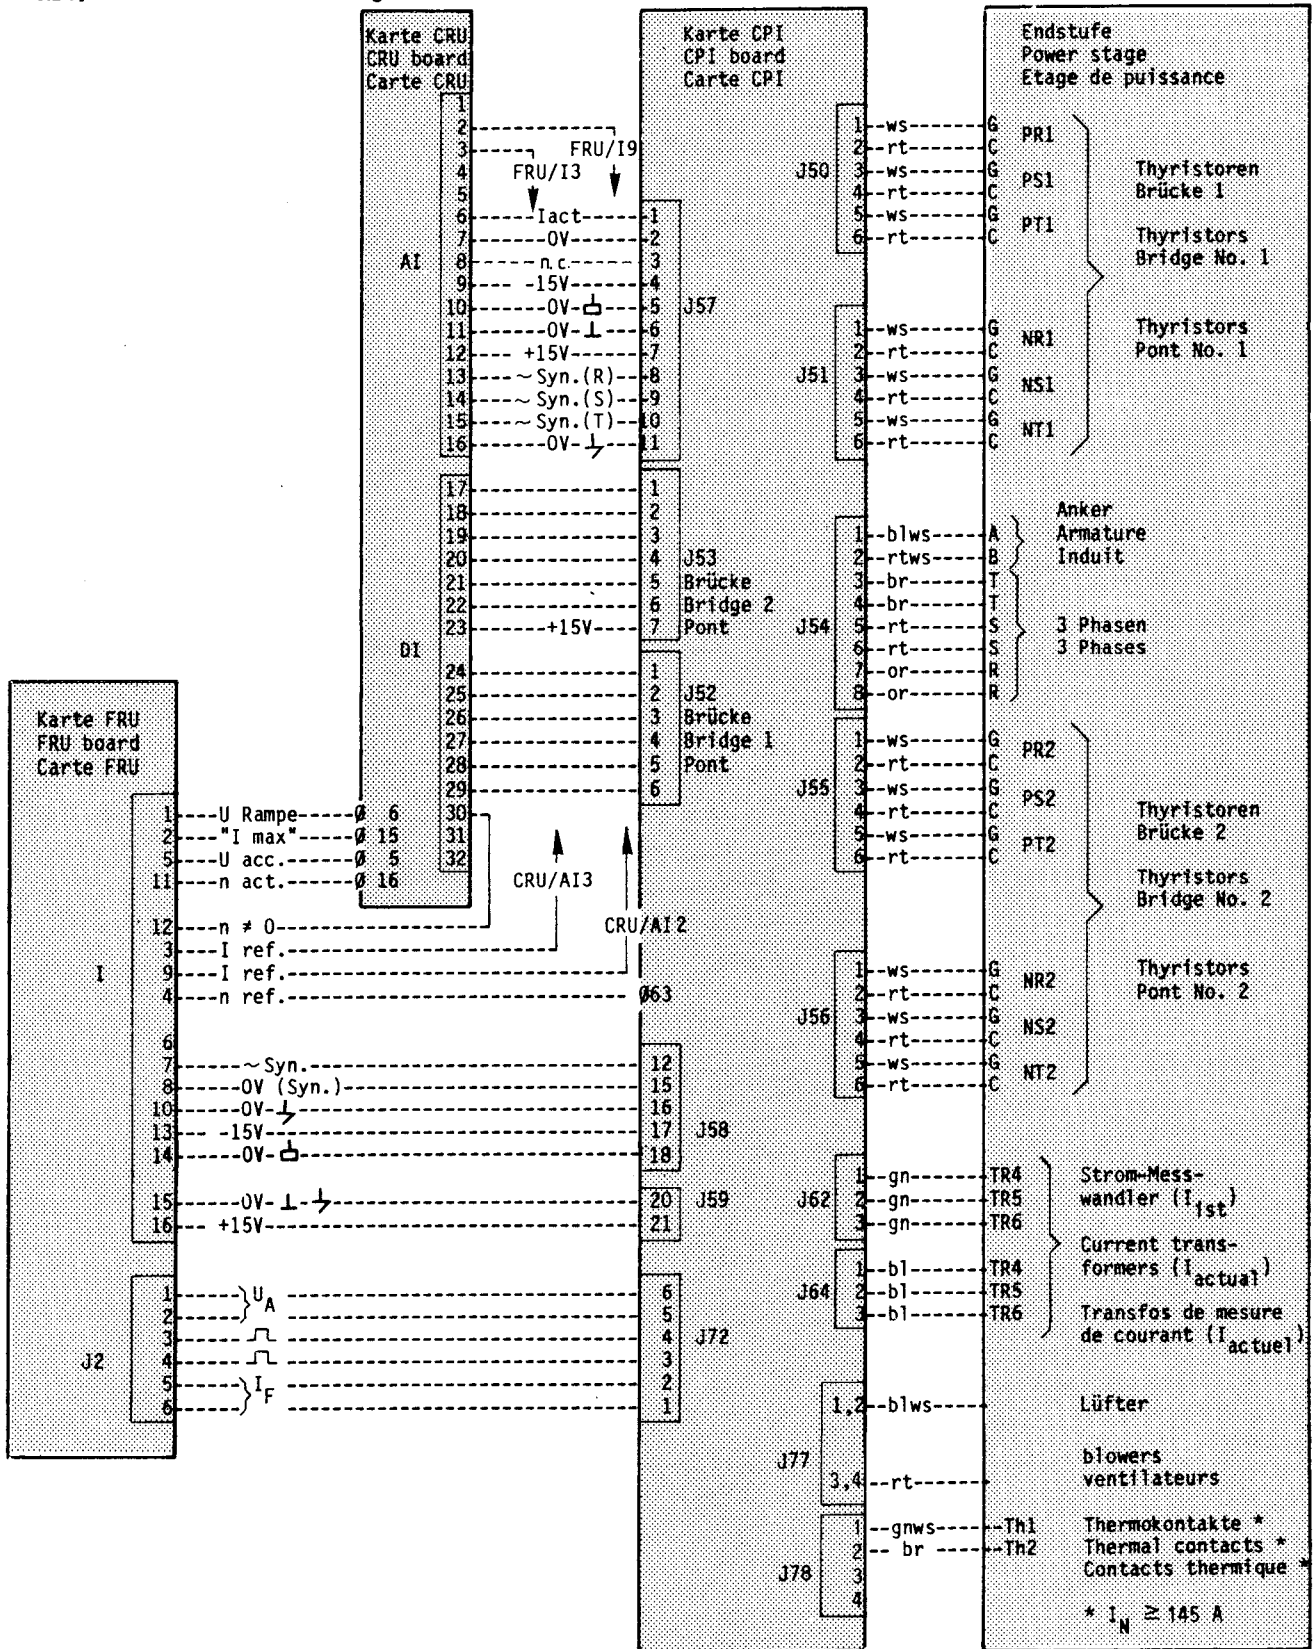 Karte CRU
CRU board
Carte CRU
1
2
3
4
5
6
7
8
9
10
11
12
13
14
15
16
AI
17
18
19
20
21
22
23
24
25
26
27
28
29
30
31
32
DI
Ø 6
Ø 15
Ø 5
Ø 16
FRU/I9
FRU/I3
Iact
0V
n.c.
-15V
0V
0V
+15V
~Syn.(R)
~Syn.(S)
~Syn.(T)
0V
+15V
CRU/AI3
CRU/AI2
Karte FRU
FRU board
Carte FRU
I
1 U Rampe
2 "I max"
5 U acc.
11 n act.
12 n ≠ 0
3 I ref.
9 I ref.
4 n ref.
6
7 ~Syn.
8 0V (Syn.)
10 0V
13 -15V
14 0V
15 0V
16 +15V
J2
1
2
U A
3
4
5
6
I F
Karte CPI
CPI board
Carte CPI
1
2
3
4
5 J57
6
7
8
9
10
11
1
2
3
4 J53
5 Brücke
6 Bridge 2
7 Pont
1
2 J52
3 Brücke
4 Bridge 1
5 Pont
6
Ø63
12
15
16
17 J58
18
20 J59
21
6
5
4 J72
3
2
1
J50
1 ws G
2 rt C
PR1
3 ws G
4 rt C
PS1
5 ws G
6 rt C
PT1
J51
1 ws G
2 rt C
NR1
3 ws G
4 rt C
NS1
5 ws G
6 rt C
NT1
J54
1 blws A
2 rtws B
3 br T
4 br T
5 rt S
6 rt S
7 or R
8 or R
J55
1 ws G
2 rt C
PR2
3 ws G
4 rt C
PS2
5 ws G
6 rt C
PT2
J56
1 ws G
2 rt C
NR2
3 ws G
4 rt C
NS2
5 ws G
6 rt C
NT2
J62
1 gn TR4
2 gn TR5
3 gn TR6
J64
1 bl TR4
2 bl TR5
3 bl TR6
J77
1,2 blws
3,4 rt
J78
1 gnws Th1
2 br Th2
3
4
Endstufe
Power stage
Etage de puissance
Thyristoren
Brücke 1
Thyristors
Bridge No. 1
Thyristors
Pont No. 1
Anker
Armature
Induit
3 Phasen
3 Phases
Thyristoren
Brücke 2
Thyristors
Bridge No. 2
Thyristors
Pont No. 2
Strom-Mess-
wandler (I ist)
Current trans-
formers (I actual)
Transfos de mesure
de courant (I actuel)
Lüfter
blowers
ventilateurs
Thermokontakte *
Thermal contacts *
Contacts thermique *
* I N ≥ 145 A